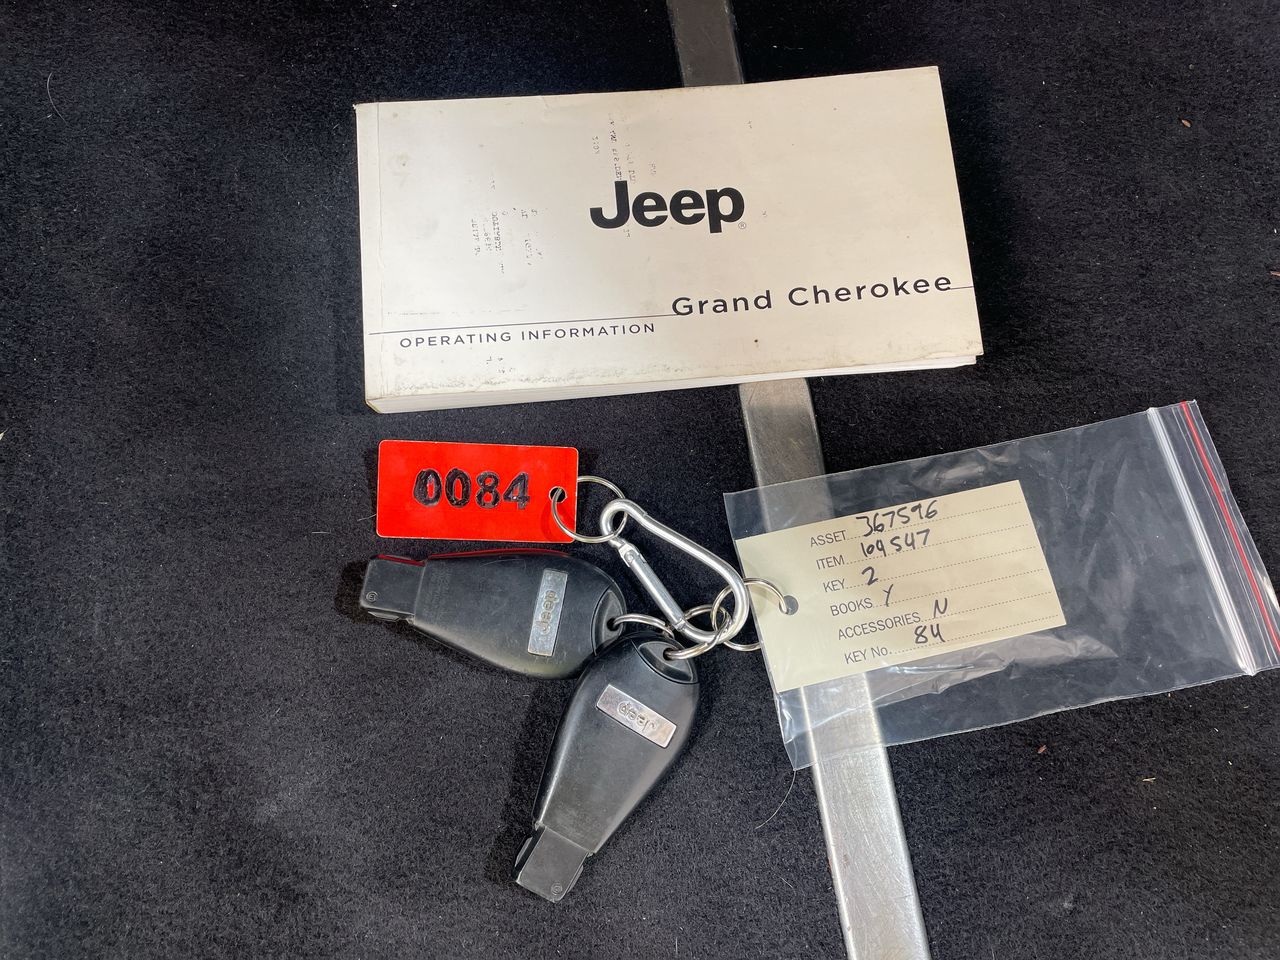 Jeep
®
Grand Cherokee
OPERATING INFORMATION
0084
ASSET 367596
ITEM 109547
KEY 2
BOOKS Y
ACCESSORIES N
KEY No. 84
Jeep
Jeep